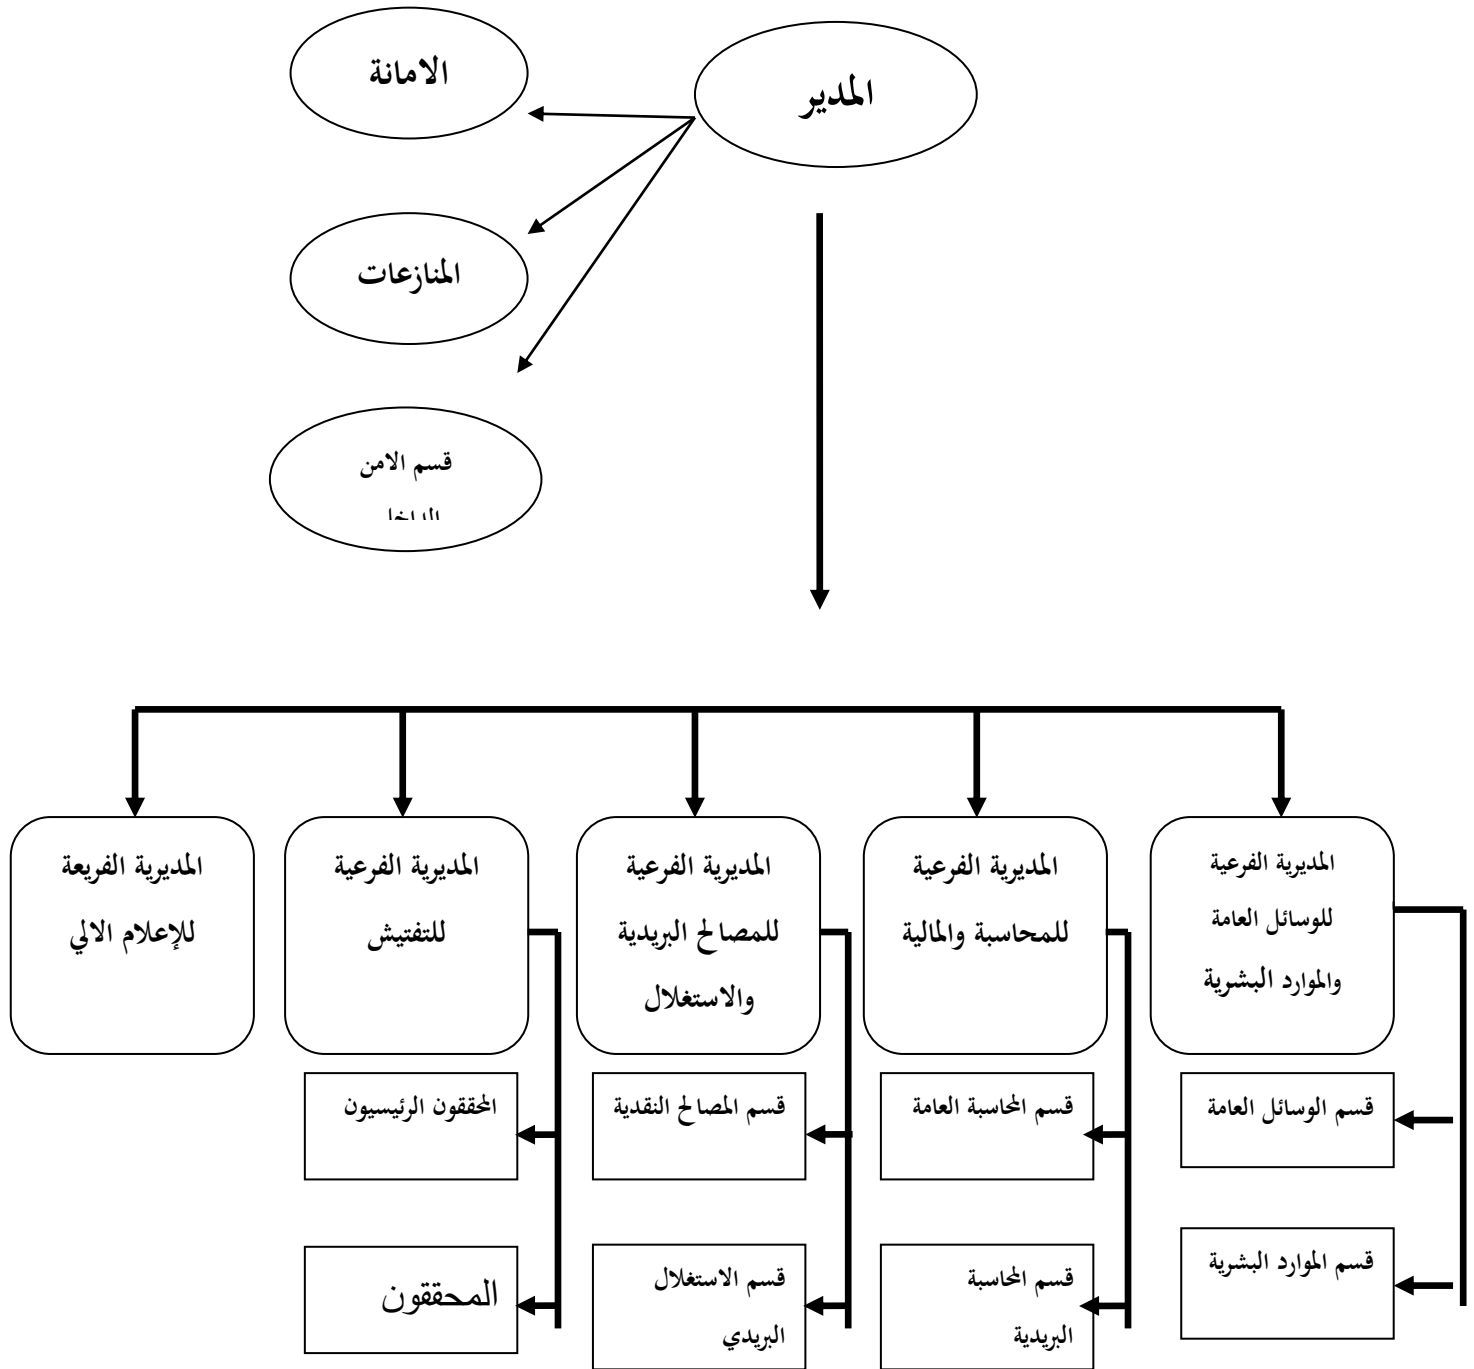 المدير
الامانة
المنازعات
قسم الامن
المديرية الفرعية
للوسائل العامة
والموارد البشرية
المديرية الفرعية
للمحاسبة والمالية
المديرية الفرعية
للمصالح البريدية
والاستغلال
المديرية الفرعية
للتفتيش
المديرية الفريعة
للإعلام الالي
قسم الوسائل العامة
قسم المحاسبة العامة
قسم المصالح النقدية
المحققون الرئيسيون
قسم الموارد البشرية
قسم المحاسبة
البريدية
قسم الاستغلال
البريدي
المحققون